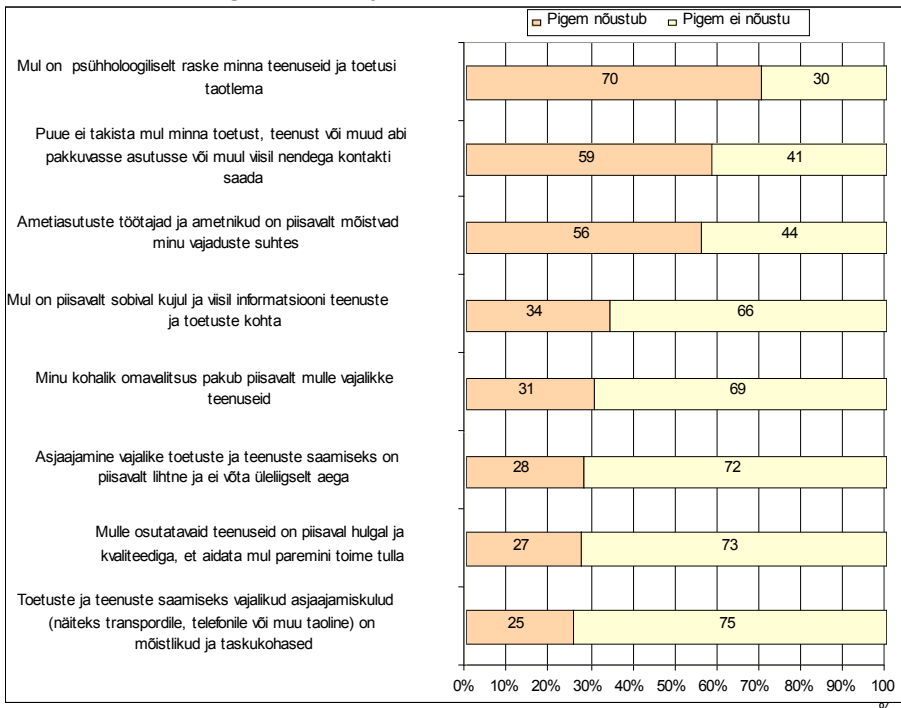 Pigem nõustub Pigem ei nõustu
Mul on psühholoogiliselt raske minna teenuseid ja toetusi
taotlema
70 30
Puue ei takista mul minna toetust, teenust või muud abi
pakkuvasse asutusse või muul viisil nendega kontakti
saada
59 41
Ametiasutuste töötajad ja ametnikud on piisavalt mõistvad
minu vajaduste suhtes
56 44
Mul on piisavalt sobival kujul ja viisil informatsiooni teenuste
ja toetuste kohta
34 66
Minu kohalik omavalitsus pakub piisavalt mulle vajalikke
teenuseid
31 69
Asjaajamine vajalike toetuste ja teenuste saamiseks on
piisavalt lihtne ja ei võta üleliigselt aega
28 72
Mulle osutatavaid teenuseid on piisaval hulgal ja
kvaliteediga, et aidata mul paremini toime tulla
27 73
Toetuste ja teenuste saamiseks vajalikud asjaajamiskulud
(näiteks transpordile, telefonile või muu taoline) on
mõistlikud ja taskukohased
25 75
0% 10% 20% 30% 40% 50% 60% 70% 80% 90% 100
%